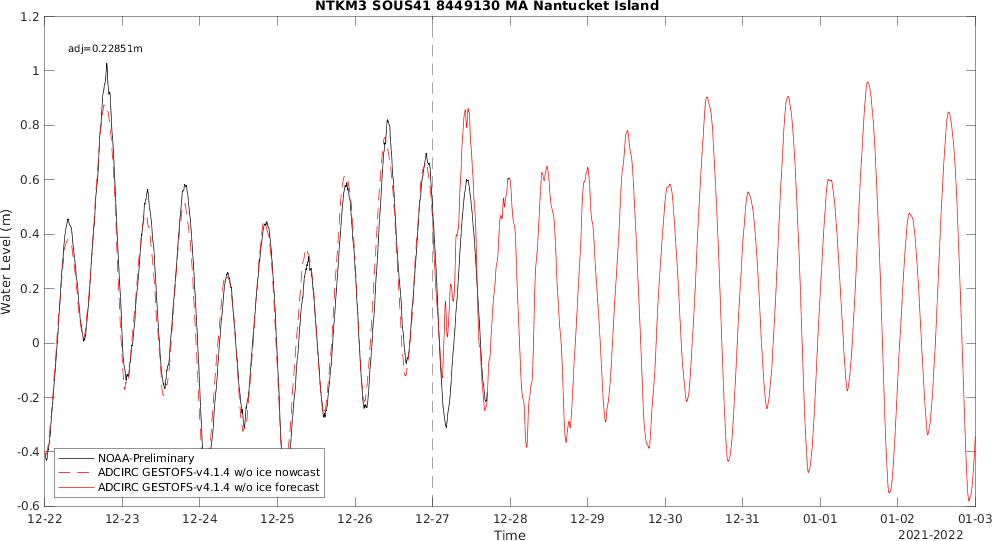 NTKM3 SOUS41 8449130 MA Nantucket Island
adj=0.22851m
1.2
1
0.8
0.6
0.4
0.2
0
-0.2
-0.4
-0.6
Water Level (m)
NOAA-Preliminary
ADCIRC GESTOFS-v4.1.4 w/o ice nowcast
ADCIRC GESTOFS-v4.1.4 w/o ice forecast
12-22 12-23 12-24 12-25 12-26 12-27 12-28 12-29 12-30 12-31 01-01 01-02 01-03
Time
2021-2022